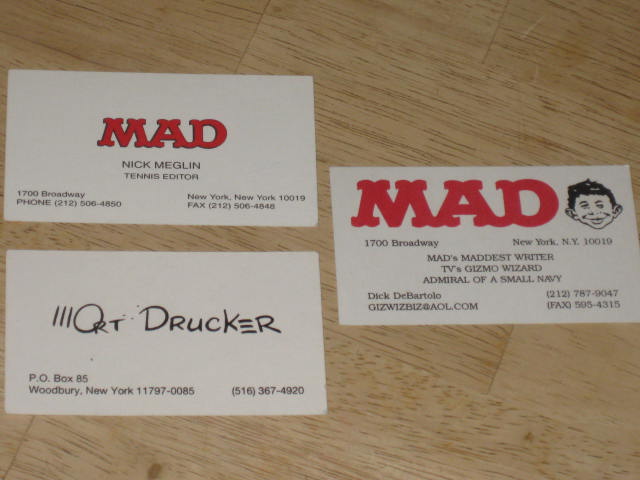 MAD
NICK MEGLIN
TENNIS EDITOR
1700 Broadway New York, New York 10019
PHONE (212) 506-4850 FAX (212) 506-4848
MORT DRUCKER
P.O. Box 85
Woodbury, New York 11797-0085 (516) 367-4920
MAD
1700 Broadway New York, N.Y. 10019
MAD's MADDEST WRITER
TV's GIZMO WIZARD
ADMIRAL OF A SMALL NAVY
Dick DeBartolo (212) 787-9047
GIZWIZBIZ@AOL.COM (FAX) 595-4315